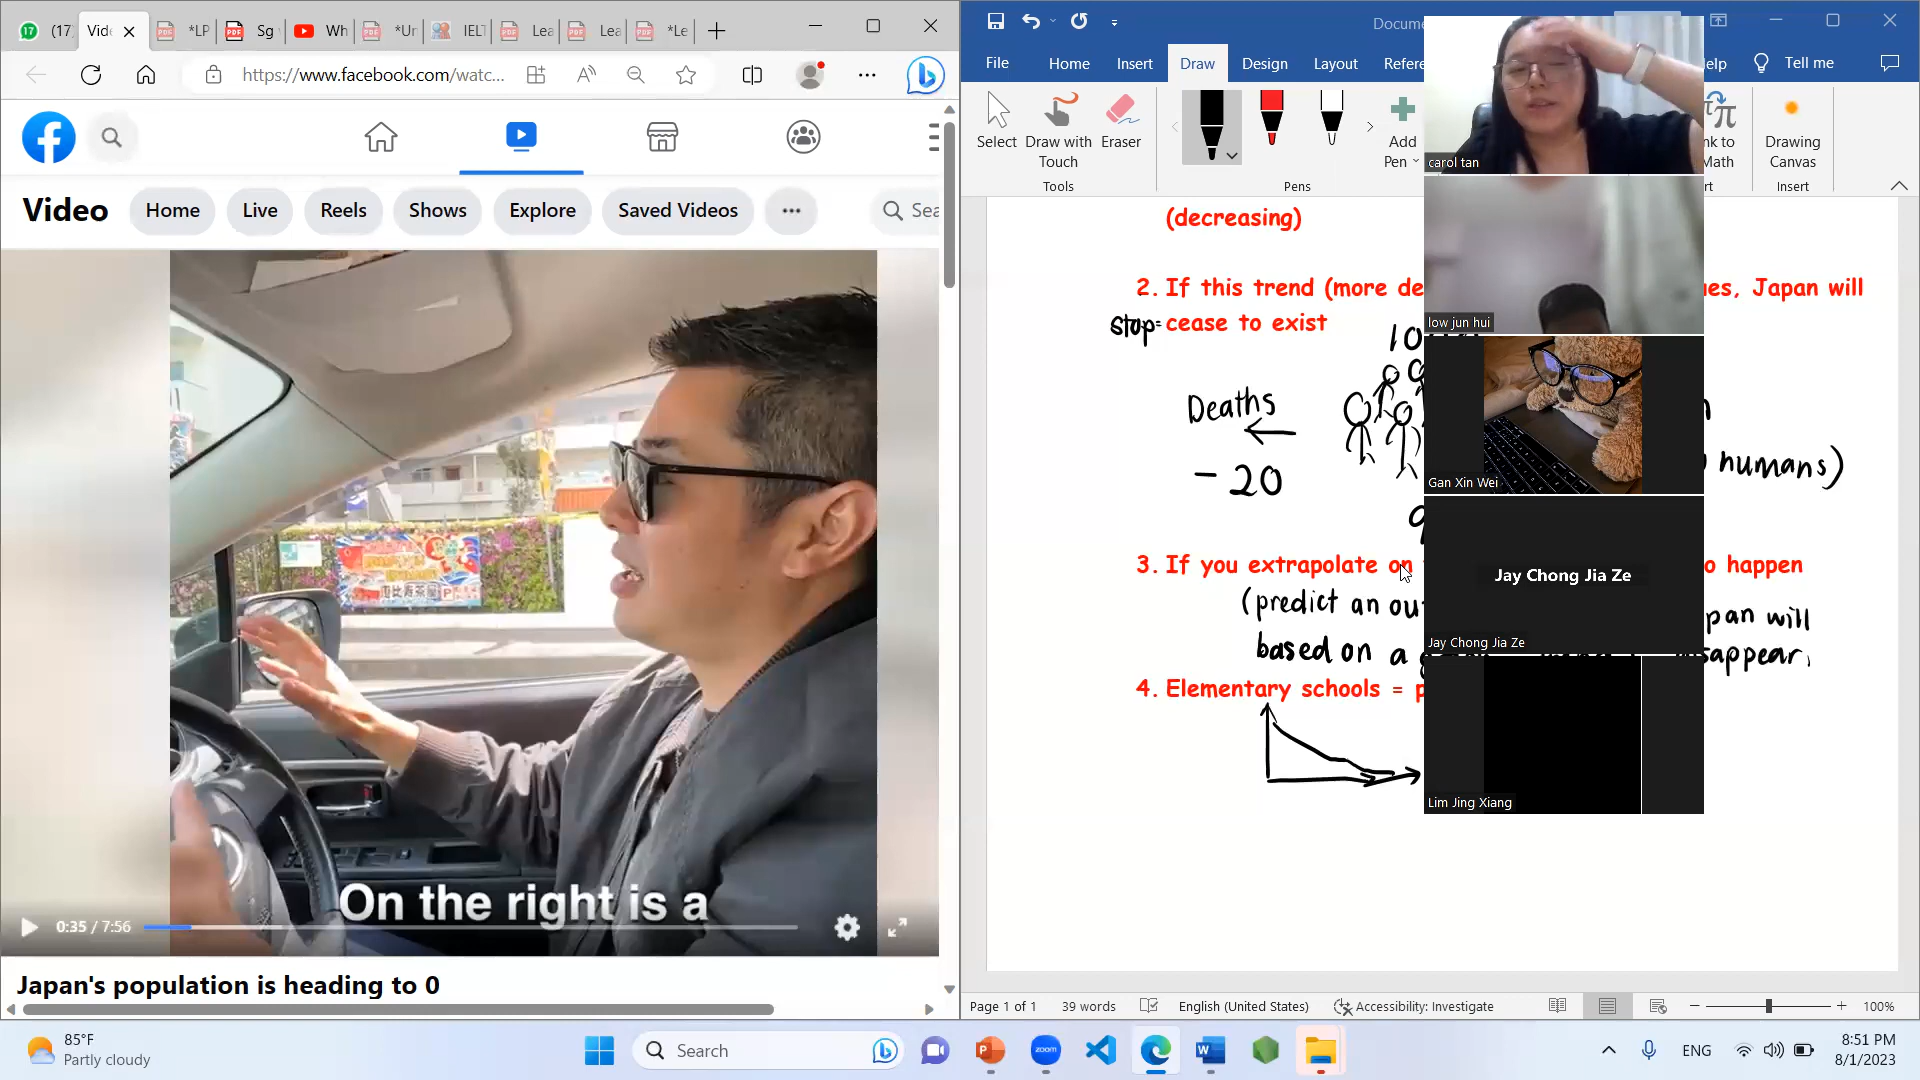 (17
Vid
*LP
Sg
Wh
*Ur
IELT
Lea
Lea
*Le
https://www.facebook.com/watc...
Video
Home
Live
Reels
Shows
Explore
Saved Videos
Sea
On the right is a
0:35 / 7:56
Japan's population is heading to 0
Docume
File
Home
Insert
Draw
Design
Layout
Refere
elp
Tell me
Select
Draw with Touch
Eraser
Add Pen
k to Math
Drawing Canvas
Tools
Pens
rt
Insert
(decreasing)
2. If this trend (more de
es, Japan will
stop=
cease to exist
10
Deaths
- 20
humans)
3. If you extrapolate on
o happen
(predict an ou
pan will
based on a
sappear.
4. Elementary schools = p
carol tan
low jun hui
Gan Xin Wei
Jay Chong Jia Ze
Jay Chong Jia Ze
Lim Jing Xiang
Page 1 of 1
39 words
English (United States)
Accessibility: Investigate
100%
85°F
Partly cloudy
Search
zoom
ENG
8:51 PM
8/1/2023